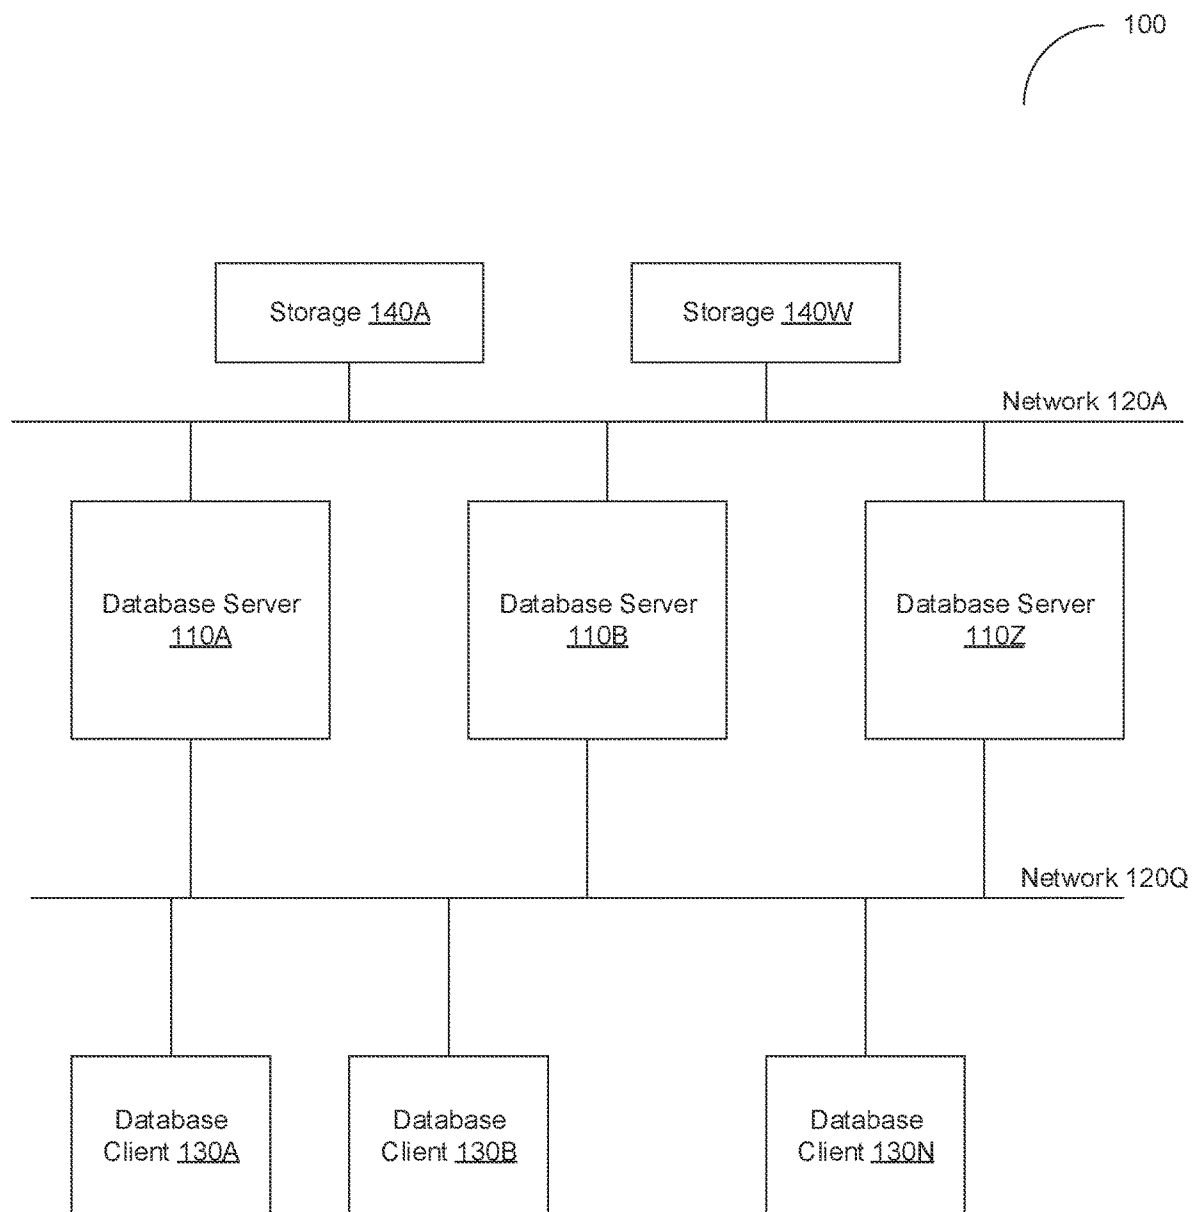 100
Storage 140A
Storage 140W
Network 120A
Database Server
110A
Database Server
110B
Database Server
110Z
Network 120Q
Database
Client 130A
Database
Client 130B
Database
Client 130N